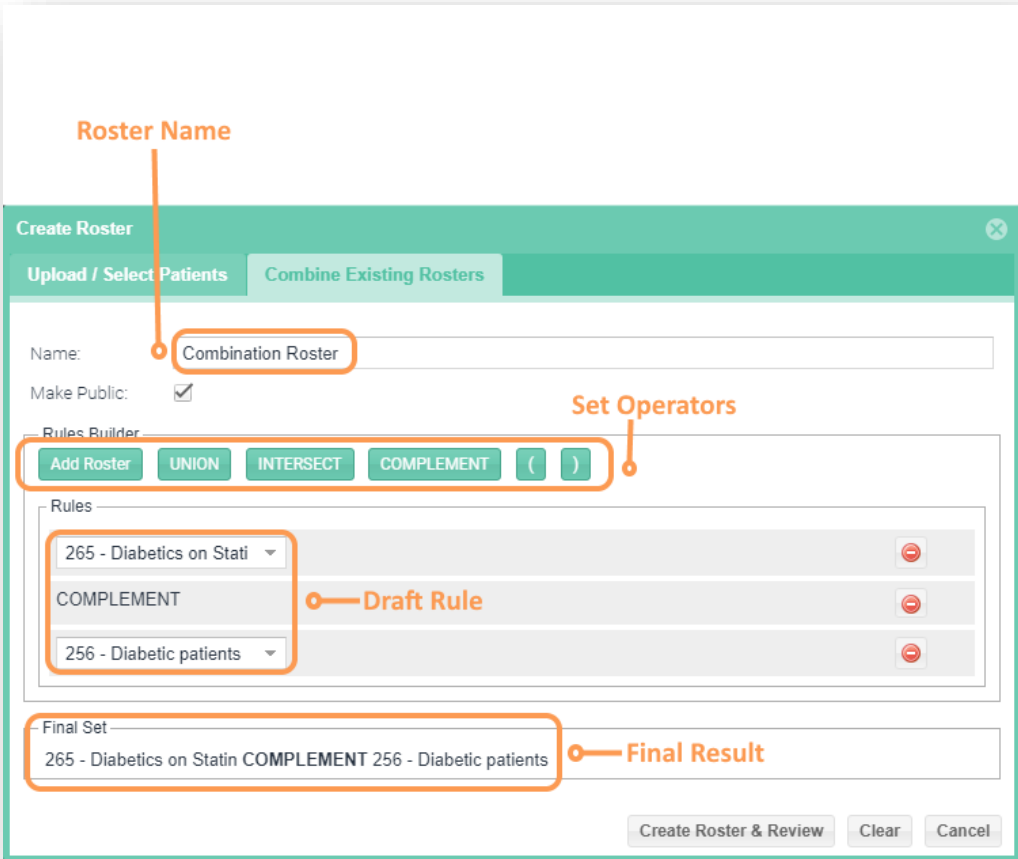 Roster Name
Create Roster
Upload / Select Patients Combine Existing Rosters
Name: Combination Roster
Make Public:
Set Operators
Rules Builder
Add Roster UNION INTERSECT COMPLEMENT ( )
Rules
265 - Diabetics on Stati
COMPLEMENT
Draft Rule
256 - Diabetic patients
Final Set
265 - Diabetics on Statin COMPLEMENT 256 - Diabetic patients
Final Result
Create Roster & Review Clear Cancel